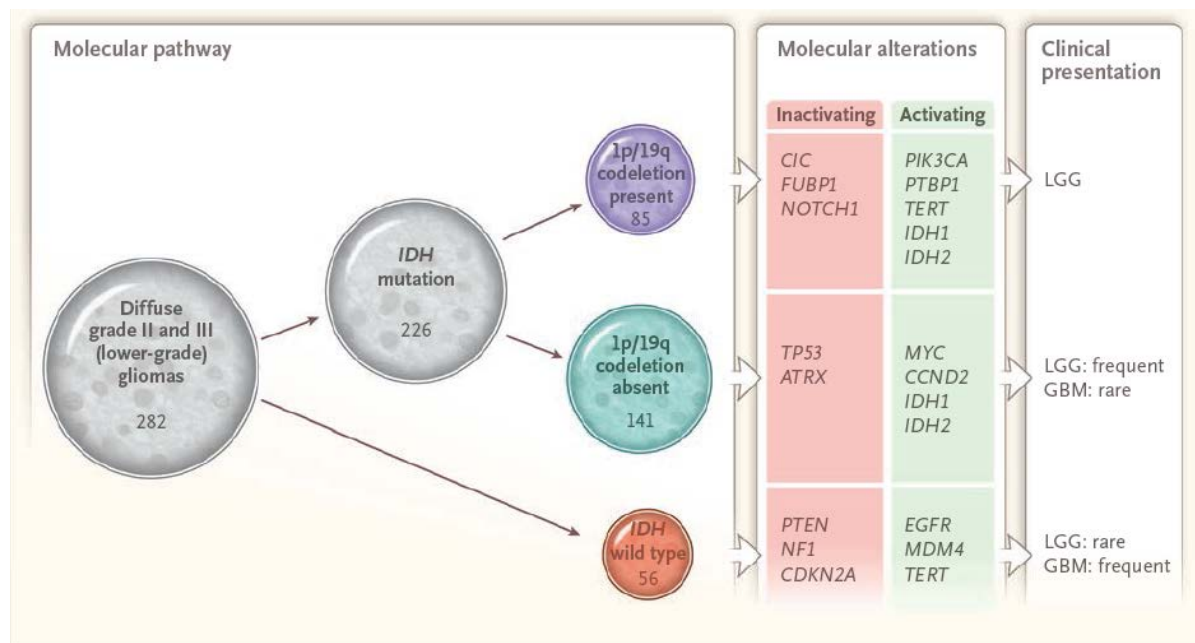 Molecular pathway
Molecular alterations
Clinical
presentation
Inactivating
Activating
1p/19q
codeletion
present
85
CIC
FUBP1
NOTCH1
PIK3CA
PTBP1
TERT
IDH1
IDH2
LGG
IDH
mutation
226
Diffuse
grade II and III
(lower-grade)
gliomas
282
1p/19q
codeletion
absent
141
TP53
ATRX
MYC
CCND2
IDH1
IDH2
LGG: frequent
GBM: rare
IDH
wild type
56
PTEN
NF1
CDKN2A
EGFR
MDM4
TERT
LGG: rare
GBM: frequent